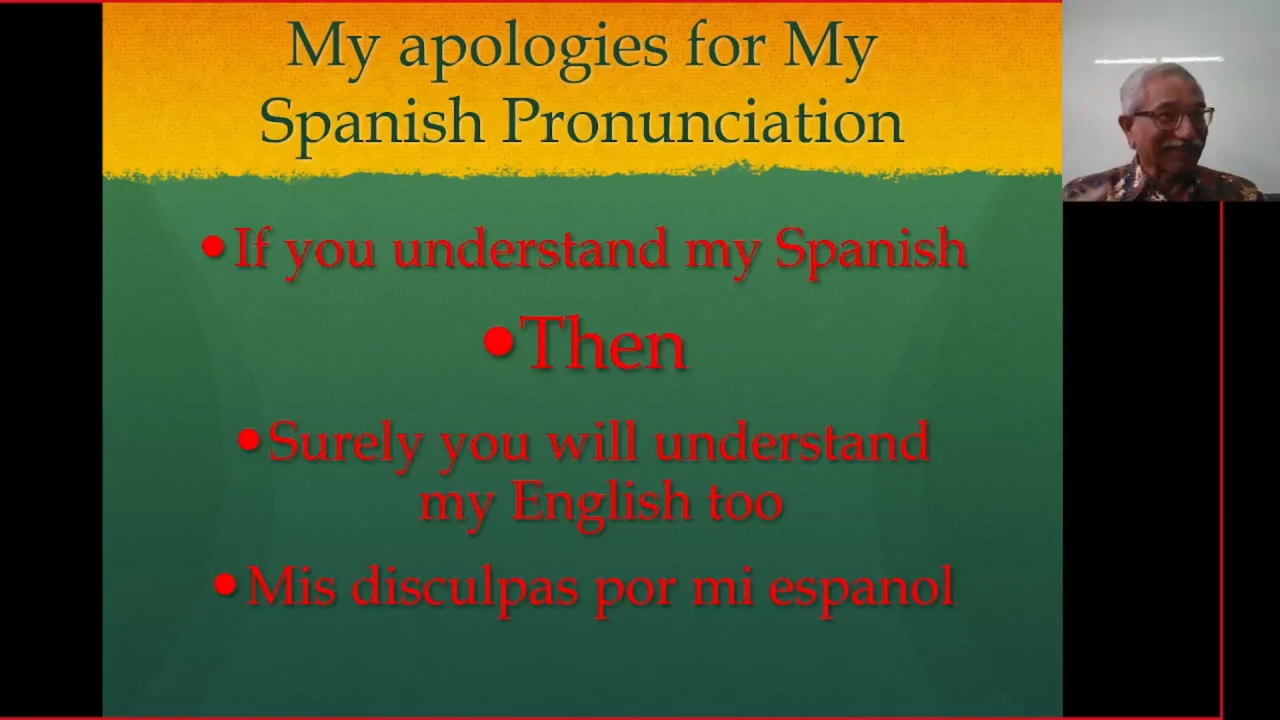 My apologies for My
Spanish Pronunciation
•If you understand my Spanish
•Then
•Surely you will understand
my English too
•Mis disculpas por mi espanol